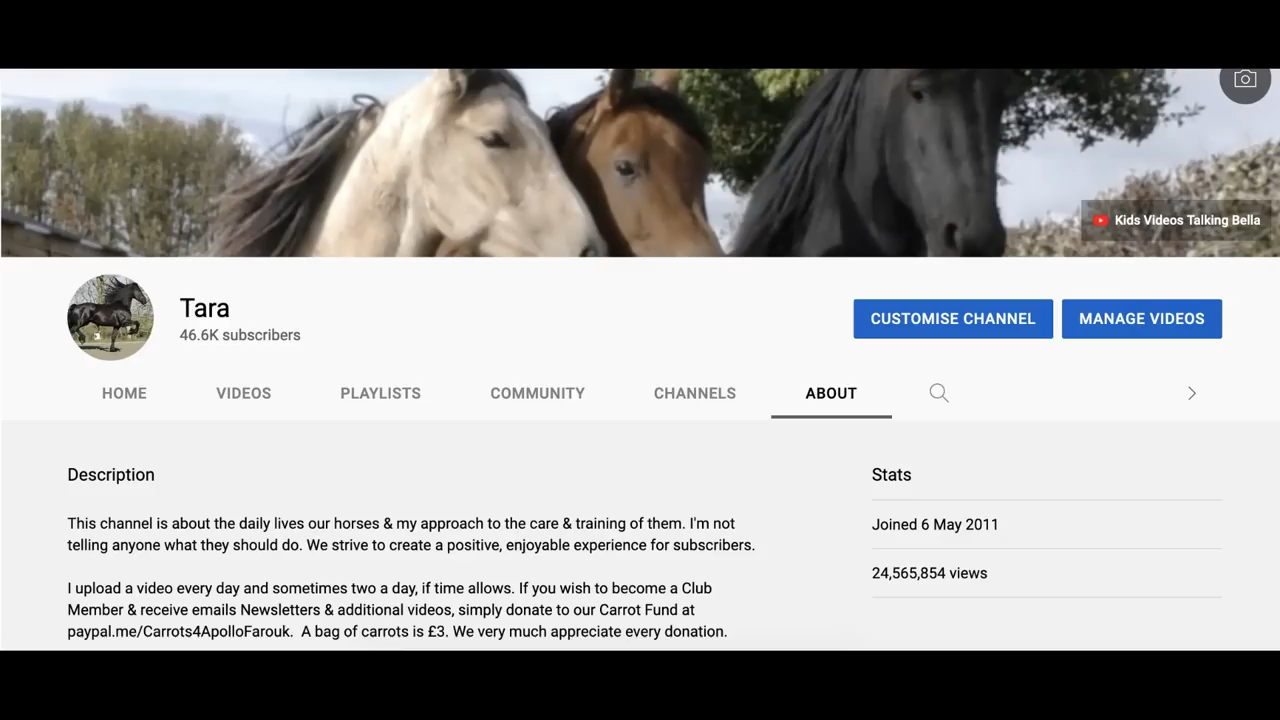 Kids Videos Talking Bella
Tara
46.6K subscribers
CUSTOMISE CHANNEL
MANAGE VIDEOS
HOME
VIDEOS
PLAYLISTS
COMMUNITY
CHANNELS
ABOUT
Description
This channel is about the daily lives our horses & my approach to the care & training of them. I'm not
telling anyone what they should do. We strive to create a positive, enjoyable experience for subscribers.
I upload a video every day and sometimes two a day, if time allows. If you wish to become a Club
Member & receive emails Newsletters & additional videos, simply donate to our Carrot Fund at
paypal.me/Carrots4ApolloFarouk.  A bag of carrots is £3. We very much appreciate every donation.
Stats
Joined 6 May 2011
24,565,854 views